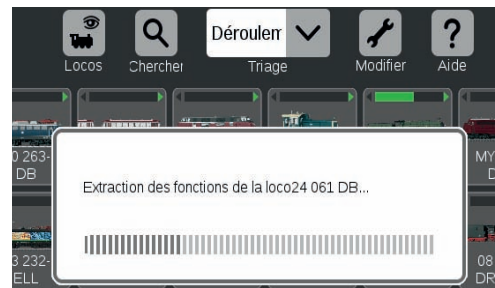 Déroulen
Locos Chercher Triage Modifier Aide
0 263- MY
DB D
Extraction des fonctions de la loco24 061 DB...
3 232- 08
ELL DR